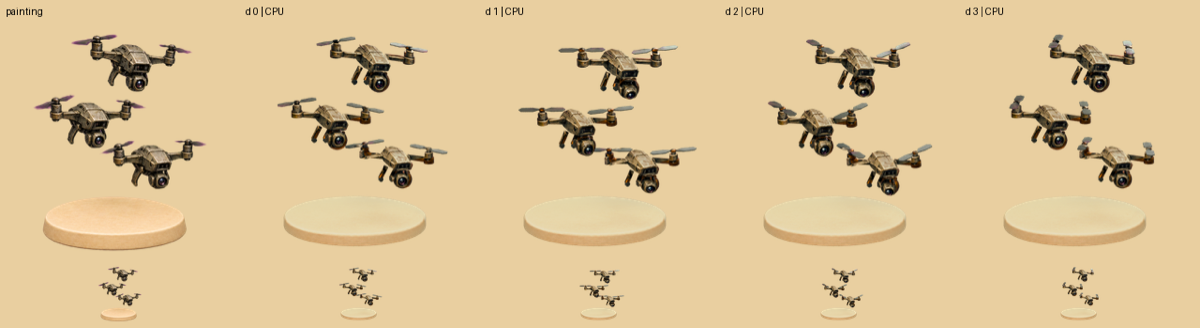 painting
d 0 | CPU
d 1 | CPU
d 2 | CPU
d 3 | CPU